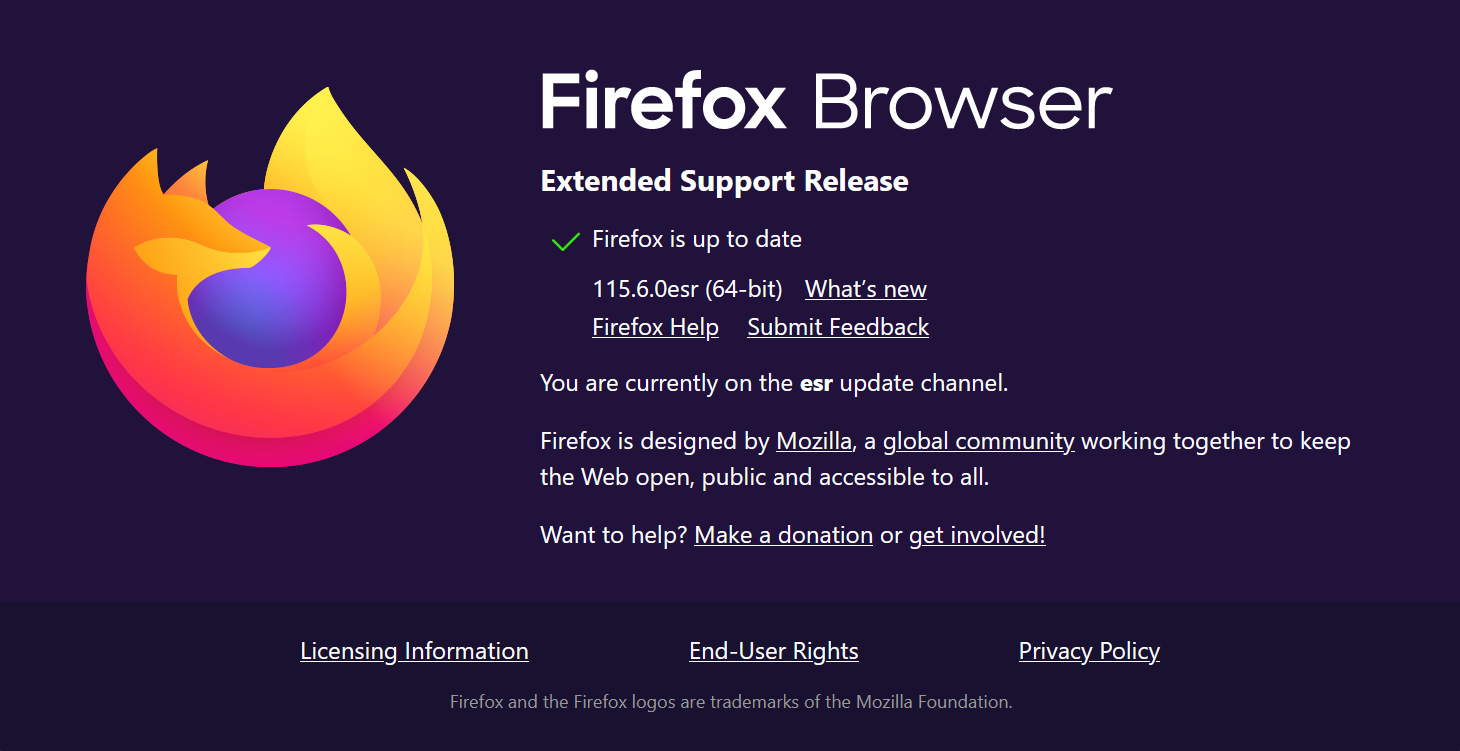 Firefox Browser
Extended Support Release
Firefox is up to date
115.6.0esr (64-bit) What’s new
Firefox Help Submit Feedback
You are currently on the esr update channel.
Firefox is designed by Mozilla, a global community working together to keep
the Web open, public and accessible to all.
Want to help? Make a donation or get involved!
Licensing Information End-User Rights Privacy Policy
Firefox and the Firefox logos are trademarks of the Mozilla Foundation.